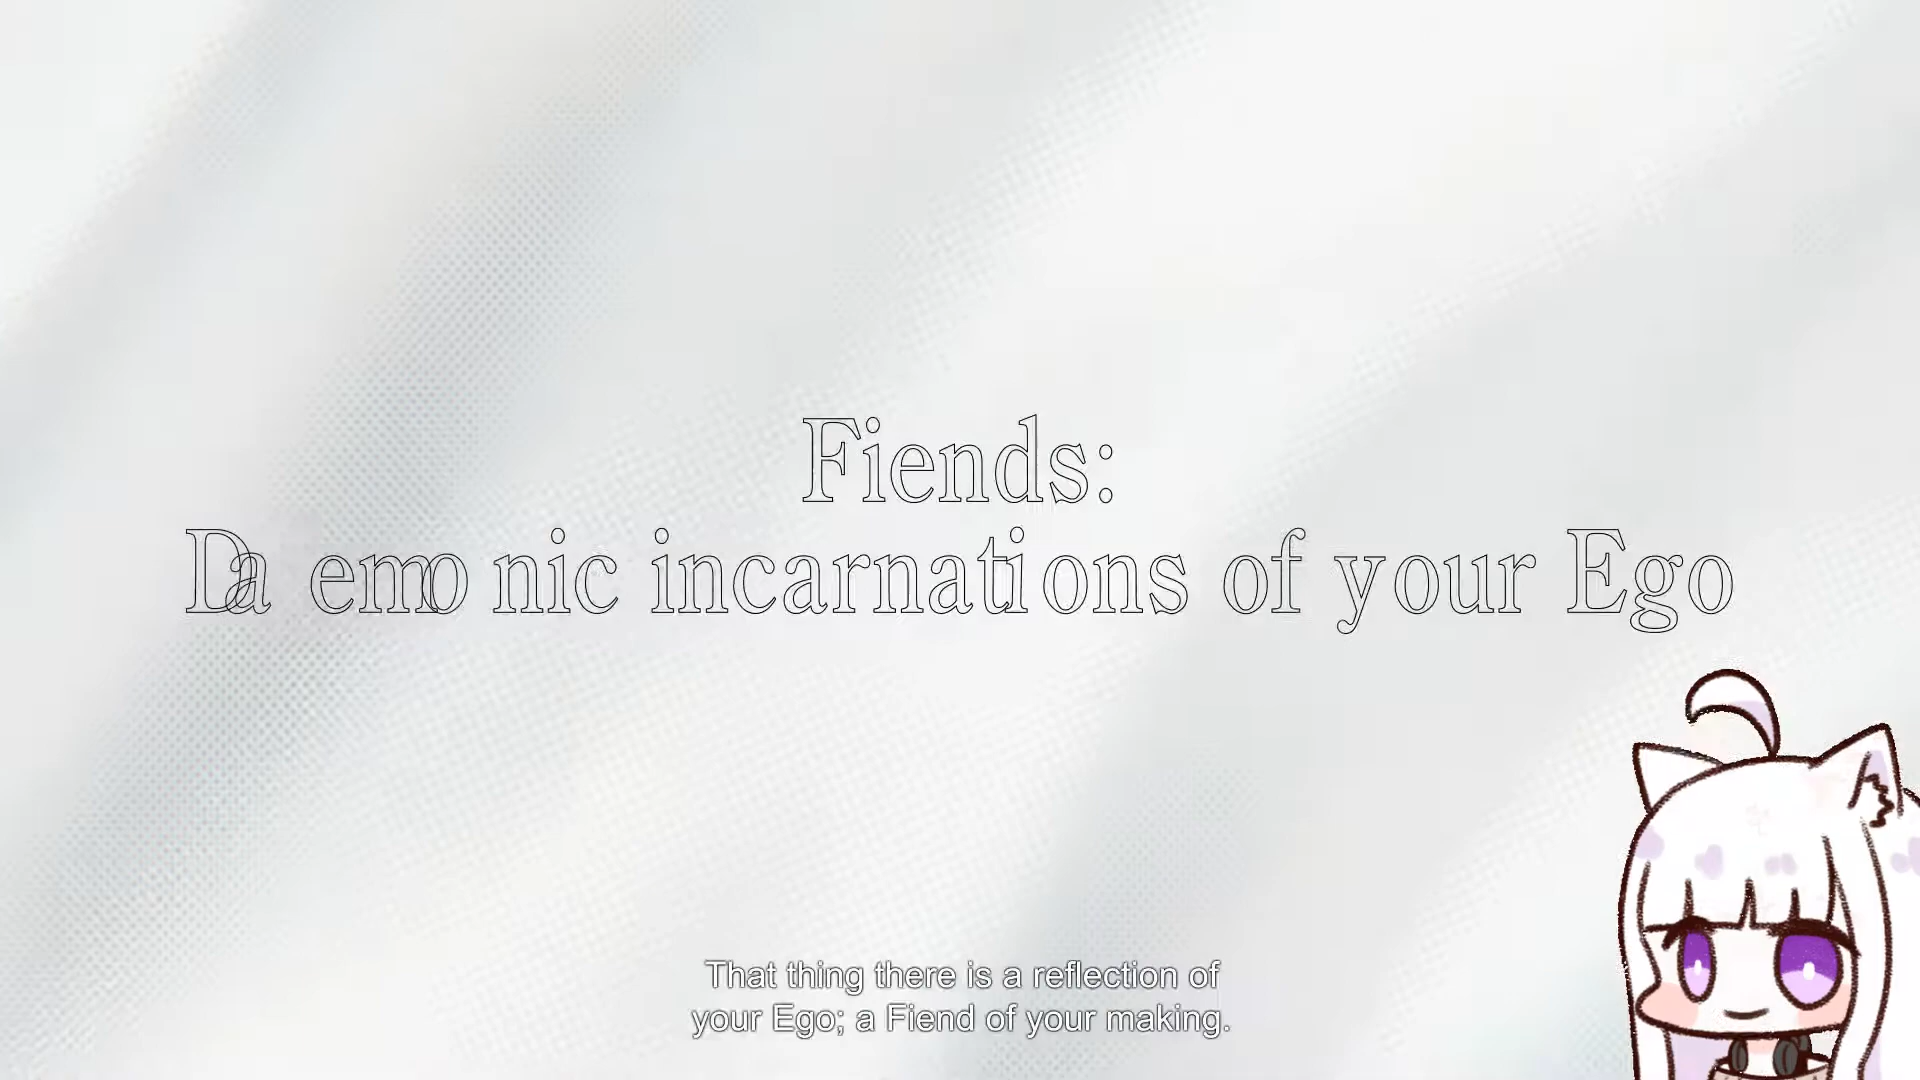 Fiends:
Daemonic incarnations of your Ego
That thing there is a reflection of
your Ego; a Fiend of your making.